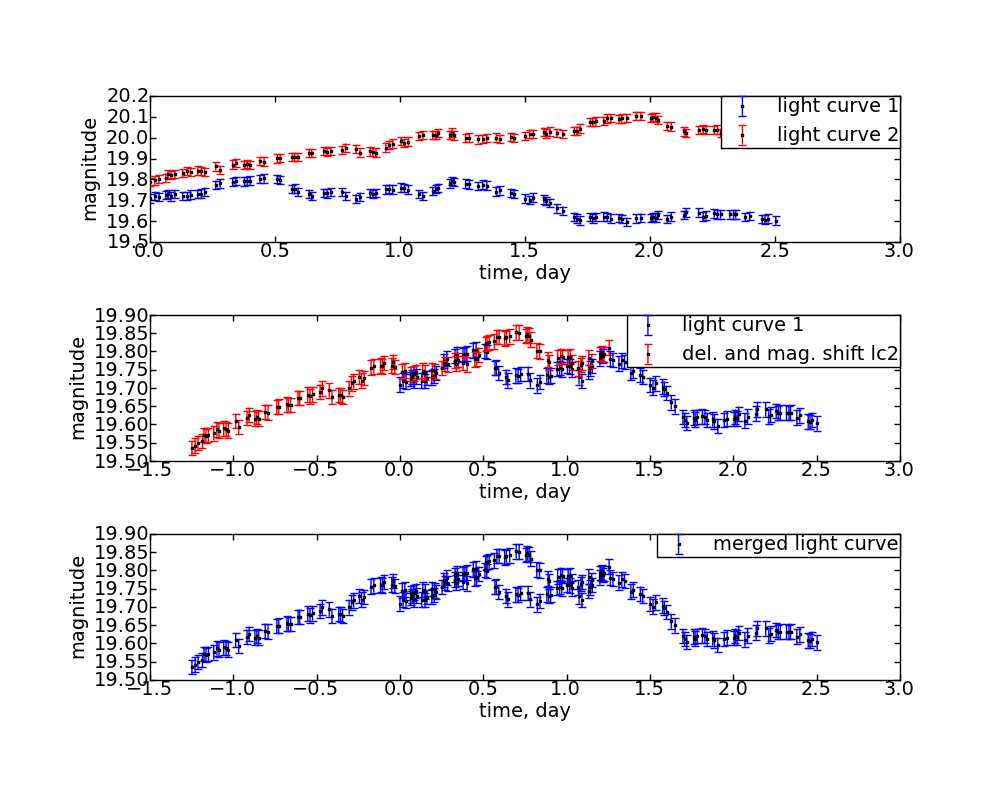 20.2
20.1
20.0
19.9
19.8
19.7
19.6
19.5
magnitude
light curve 1
light curve 2
0.0 0.5 1.0 1.5 2.0 2.5 3.0
time, day
19.90
19.85
19.80
19.75
19.70
19.65
19.60
19.55
19.50
magnitude
light curve 1
del. and mag. shift lc2
−1.5 −1.0 −0.5 0.0 0.5 1.0 1.5 2.0 2.5 3.0
time, day
19.90
19.85
19.80
19.75
19.70
19.65
19.60
19.55
19.50
magnitude
merged light curve
−1.5 −1.0 −0.5 0.0 0.5 1.0 1.5 2.0 2.5 3.0
time, day